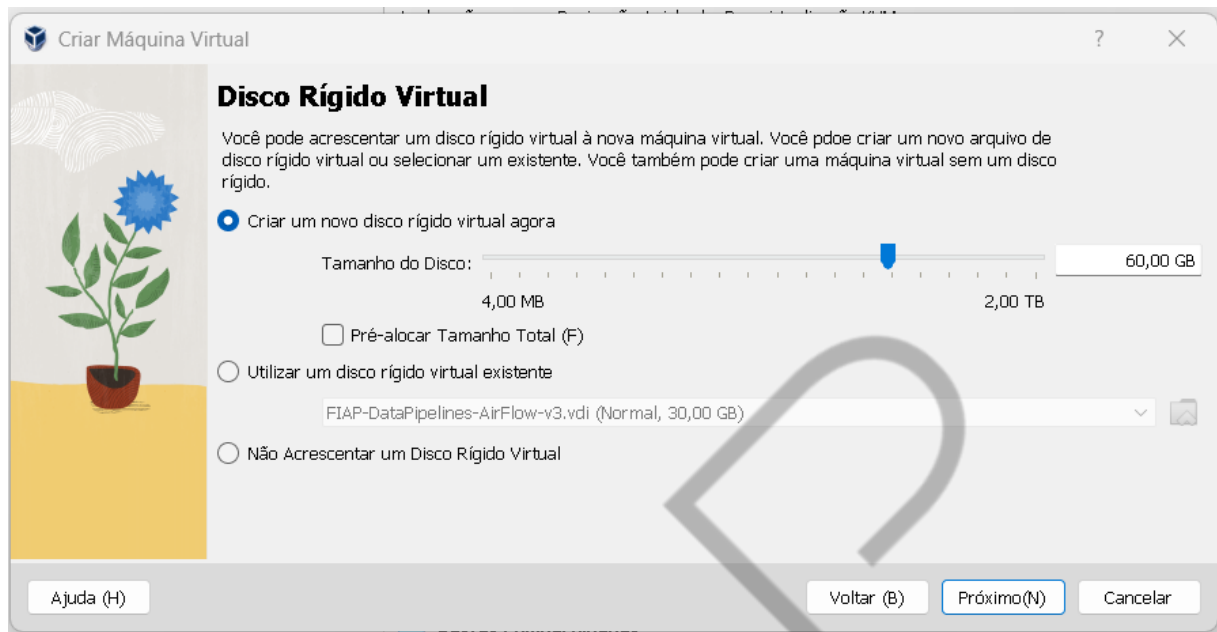 Criar Máquina Virtual
?
Disco Rígido Virtual
Você pode acrescentar um disco rígido virtual à nova máquina virtual. Você pdoe criar um novo arquivo de
disco rígido virtual ou selecionar um existente. Você também pode criar uma máquina virtual sem um disco
rígido.
Criar um novo disco rígido virtual agora
Tamanho do Disco:
60,00 GB
4,00 MB
2,00 TB
Pré-alocar Tamanho Total (F)
Utilizar um disco rígido virtual existente
FIAP-DataPipelines-AirFlow-v3.vdi (Normal, 30,00 GB)
Não Acrescentar um Disco Rígido Virtual
Ajuda (H)
Voltar (B)
Próximo(N)
Cancelar